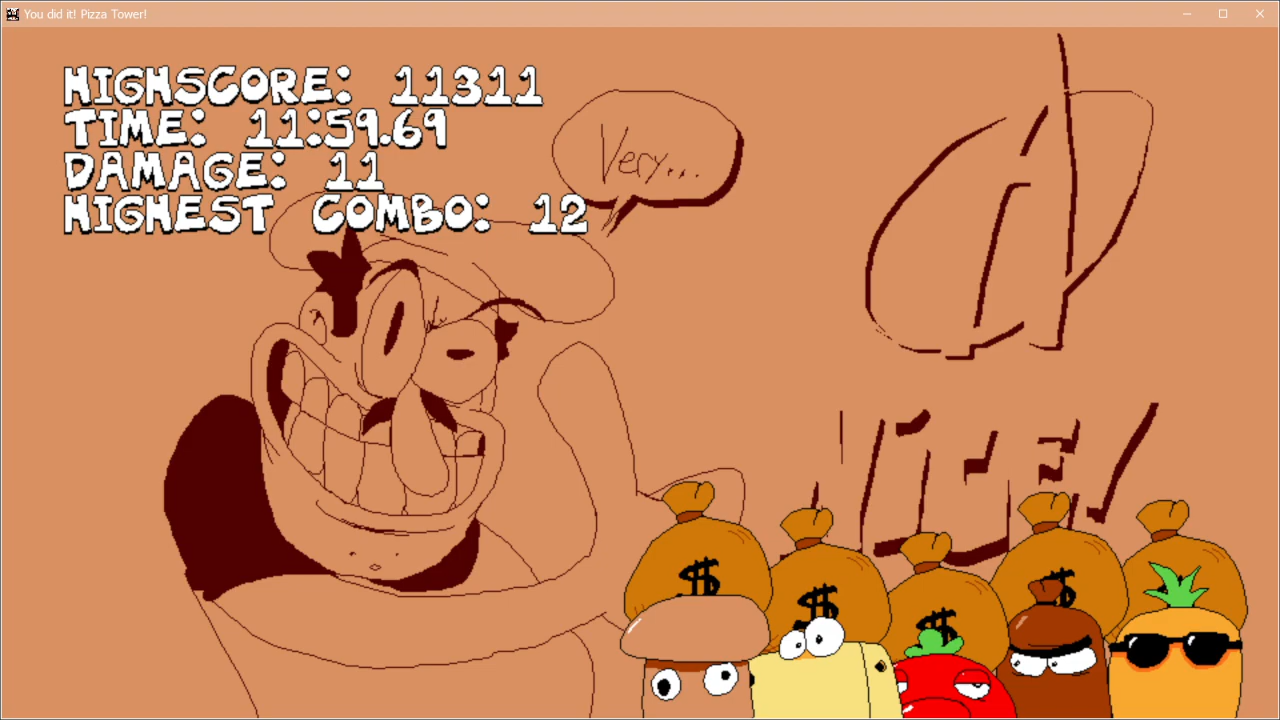 You did it! Pizza Tower!
HIGHSCORE: 11311
TIME: 11:59.69
DAMAGE: 11
HIGHEST COMBO: 12
Very...
$ $ $ $